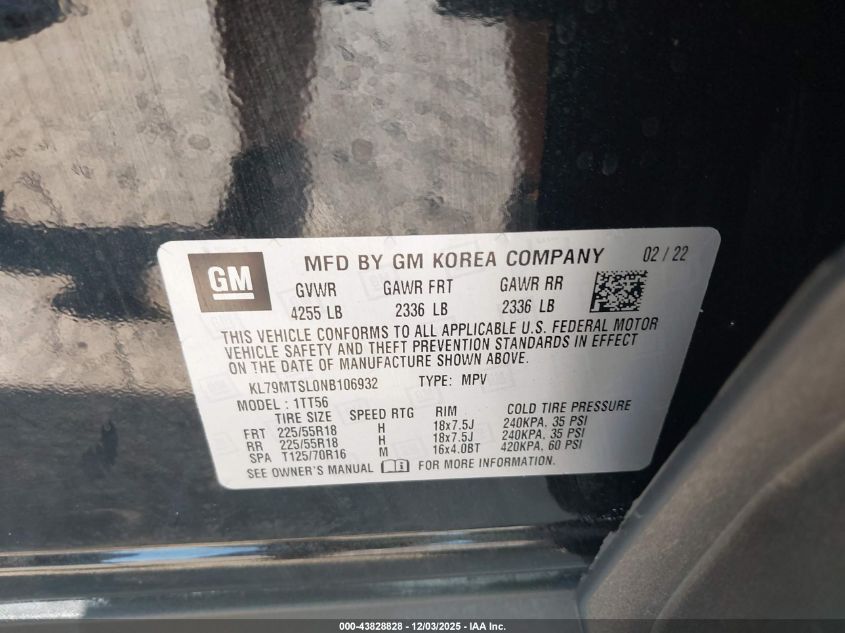 GM
MFD BY GM KOREA COMPANY 02 / 22
GVWR GAWR FRT GAWR RR
4255 LB 2336 LB 2336 LB
THIS VEHICLE CONFORMS TO ALL APPLICABLE U.S. FEDERAL MOTOR
VEHICLE SAFETY AND THEFT PREVENTION STANDARDS IN EFFECT
ON THE DATE OF MANUFACTURE SHOWN ABOVE.
KL79MTSL0NB106932 TYPE: MPV
MODEL: 1TT56
TIRE SIZE SPEED RTG RIM COLD TIRE PRESSURE
FRT 225/55R18 H 18x7.5J 240KPA, 35 PSI
RR 225/55R18 H 18x7.5J 240KPA, 35 PSI
SPA T125/70R16 M 16x4.0BT 420KPA, 60 PSI
SEE OWNER'S MANUAL FOR MORE INFORMATION.
000-43828828 - 12/03/2025 - IAA Inc.